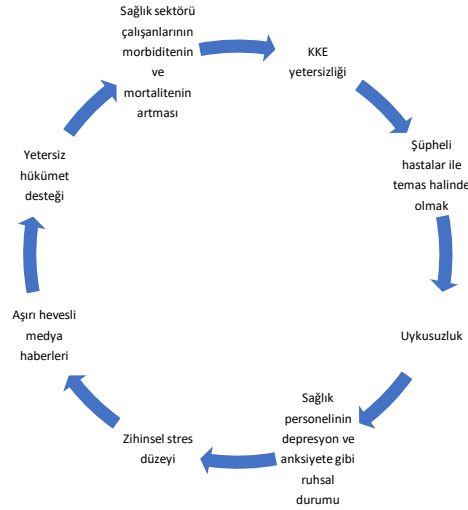 Sağlık sektörü
çalışanlarının
morbiditenin
ve
mortalitenin
artması
KKE
yetersizliği
Şüpheli
hastalar ile
temas halinde
olmak
Uykusuzluk
Sağlık
personelinin
depresyon ve
anksiyete gibi
ruhsal
durumu
Zihinsel stres
düzeyi
Aşırı hevesli
medya
haberleri
Yetersiz
hükümet
desteği